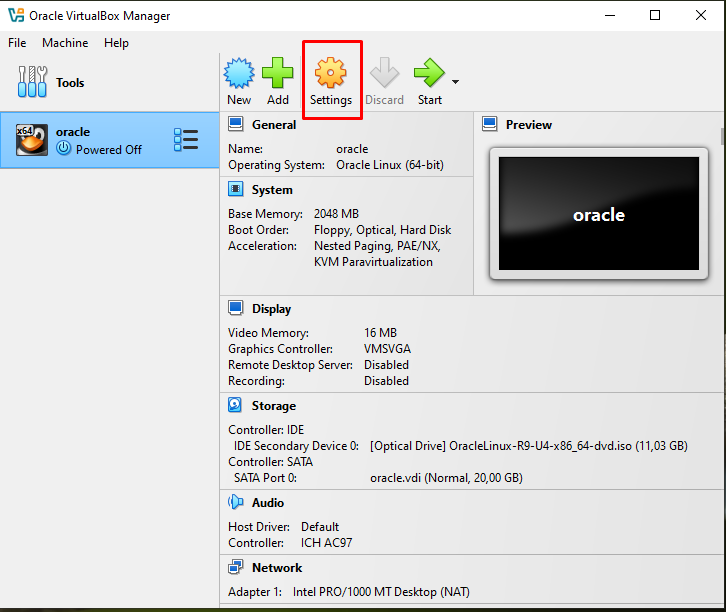 Oracle VirtualBox Manager
File Machine Help
Tools
New Add Settings Discard Start
x64
oracle
Powered Off
General
Name: oracle
Operating System: Oracle Linux (64-bit)
Preview
oracle
System
Base Memory: 2048 MB
Boot Order: Floppy, Optical, Hard Disk
Acceleration: Nested Paging, PAE/NX,
KVM Paravirtualization
Display
Video Memory: 16 MB
Graphics Controller: VMSVGA
Remote Desktop Server: Disabled
Recording: Disabled
Storage
Controller: IDE
IDE Secondary Device 0: [Optical Drive] OracleLinux-R9-U4-x86_64-dvd.iso (11,03 GB)
Controller: SATA
SATA Port 0: oracle.vdi (Normal, 20,00 GB)
Audio
Host Driver: Default
Controller: ICH AC97
Network
Adapter 1: Intel PRO/1000 MT Desktop (NAT)